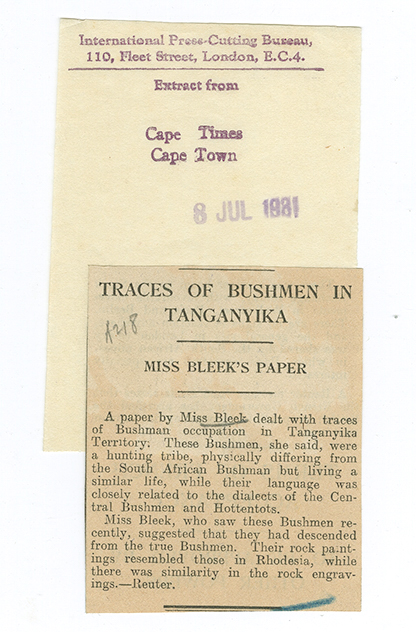 International Press-Cutting Bureau,
110, Fleet Street, London, E.C.4.
Extract from
Cape Times
Cape Town
8 JUL 1931
TRACES OF BUSHMEN IN
TANGANYIKA
A218
MISS BLEEK'S PAPER
A paper by Miss Bleek dealt with traces
of Bushman occupation in Tanganyika
Territory. These Bushmen, she said, were
a hunting tribe, physically differing from
the South African Bushman but living a
similar life, while their language was
closely related to the dialects of the Cen-
tral Bushmen and Hottentots.
Miss Bleek, who saw these Bushmen re-
cently, suggested that they had descended
from the true Bushmen. Their rock paint-
ings resembled those in Rhodesia, while
there was similarity in the rock engrav-
ings.—Reuter.